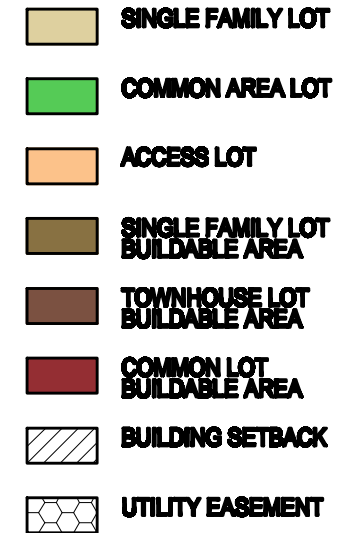 SINGLE FAMILY LOT
COMMON AREA LOT
ACCESS LOT
SINGLE FAMILY LOT
BUILDABLE AREA
TOWNHOUSE LOT
BUILDABLE AREA
COMMON LOT
BUILDABLE AREA
BUILDING SETBACK
UTILITY EASEMENT